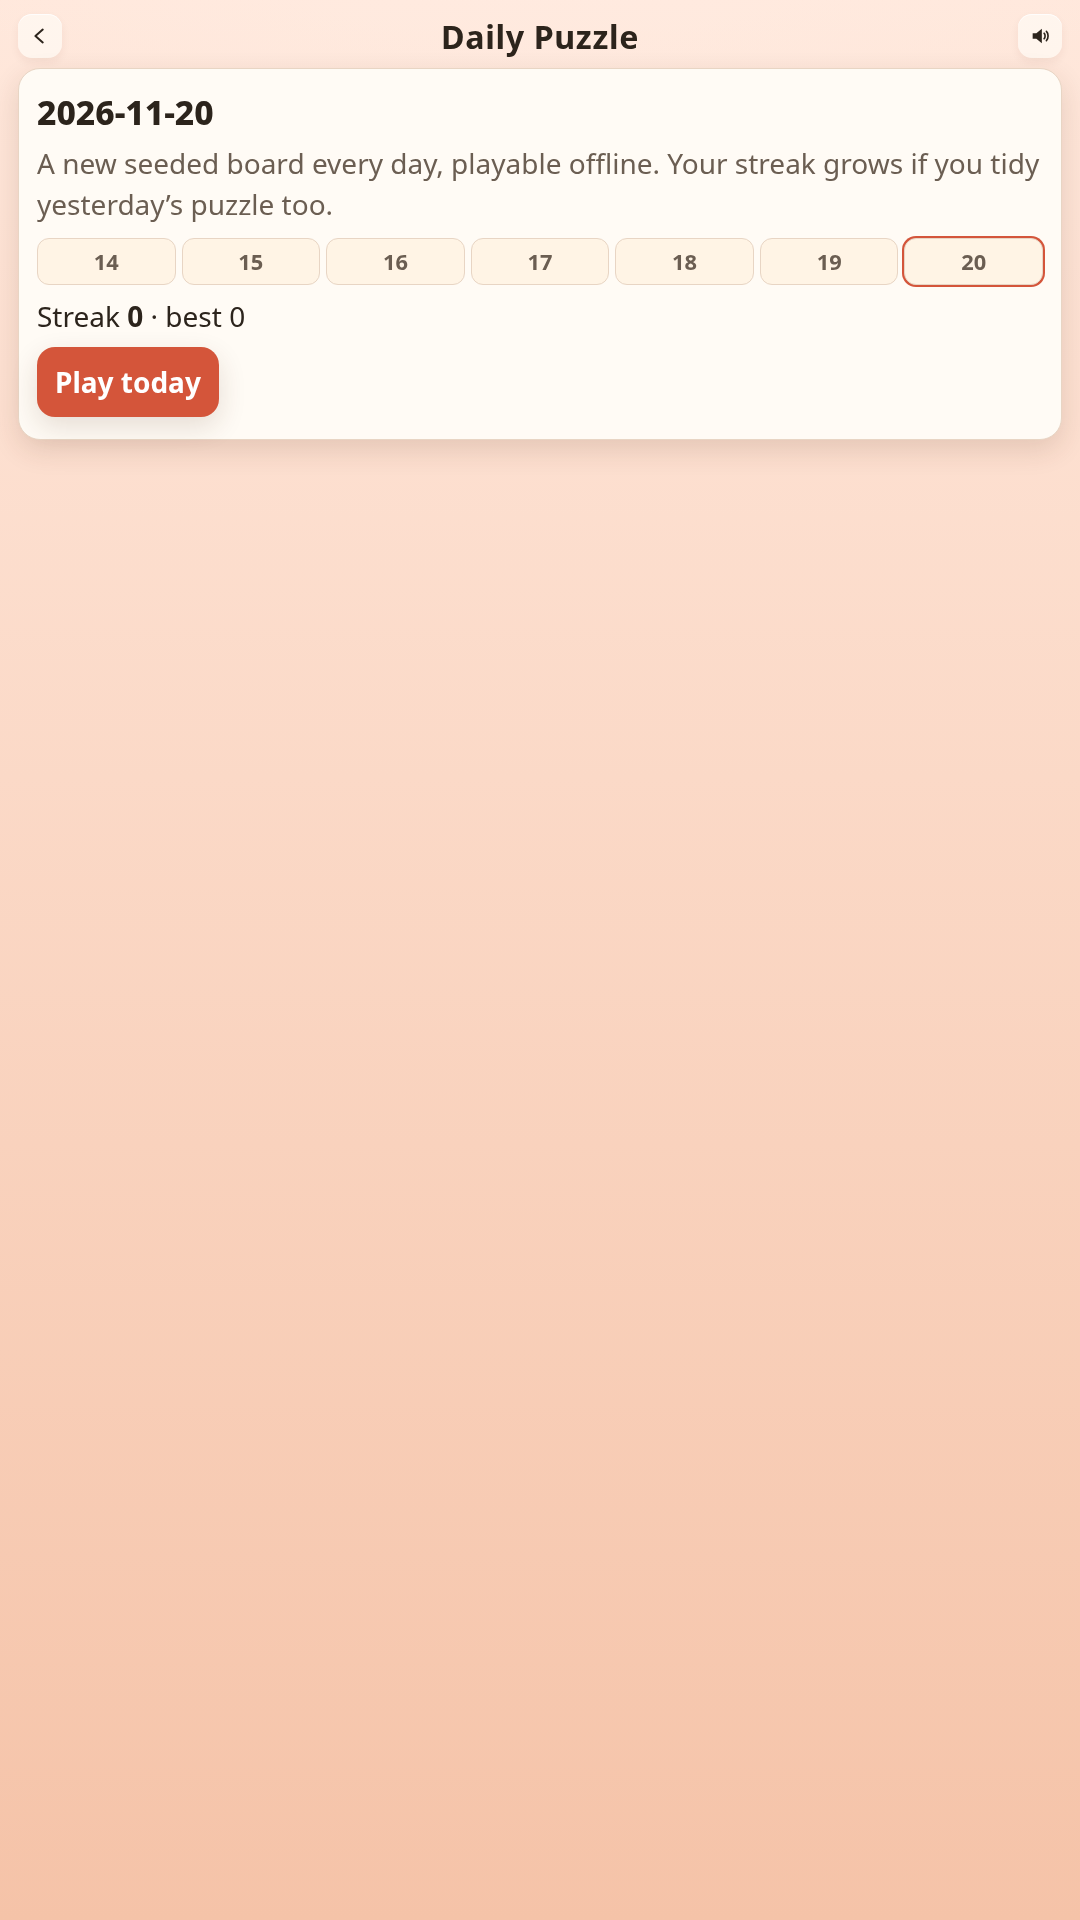 Daily Puzzle
2026-11-20
A new seeded board every day, playable offline. Your streak grows if you tidy
yesterday’s puzzle too.
14 15 16 17 18 19 20
Streak 0 · best 0
Play today